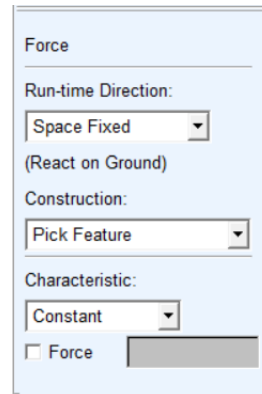 Force
Run-time Direction:
Space Fixed
(React on Ground)
Construction:
Pick Feature
Characteristic:
Constant
Force